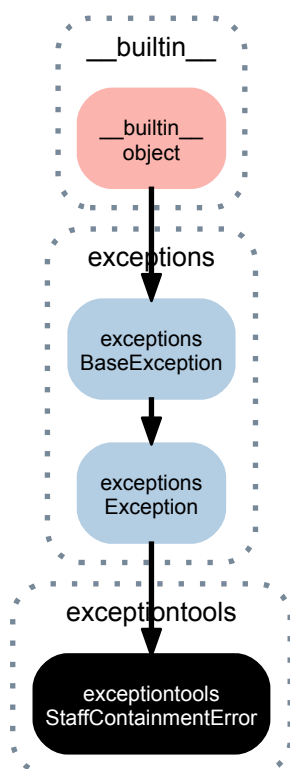 __builtin__
__builtin__
object
exceptions
exceptions
BaseException
exceptions
Exception
exceptiontools
exceptiontools
StaffContainmentError